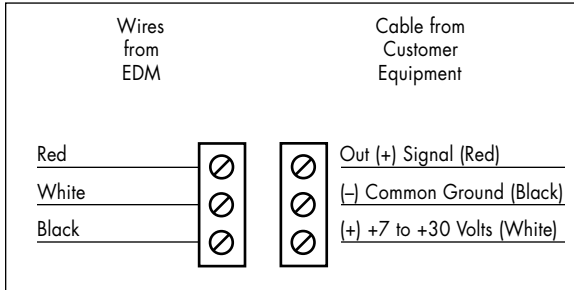 Wires
from
EDM
Cable from
Customer
Equipment
Red
White
Black
Out (+) Signal (Red)
(–) Common Ground (Black)
(+) +7 to +30 Volts (White)